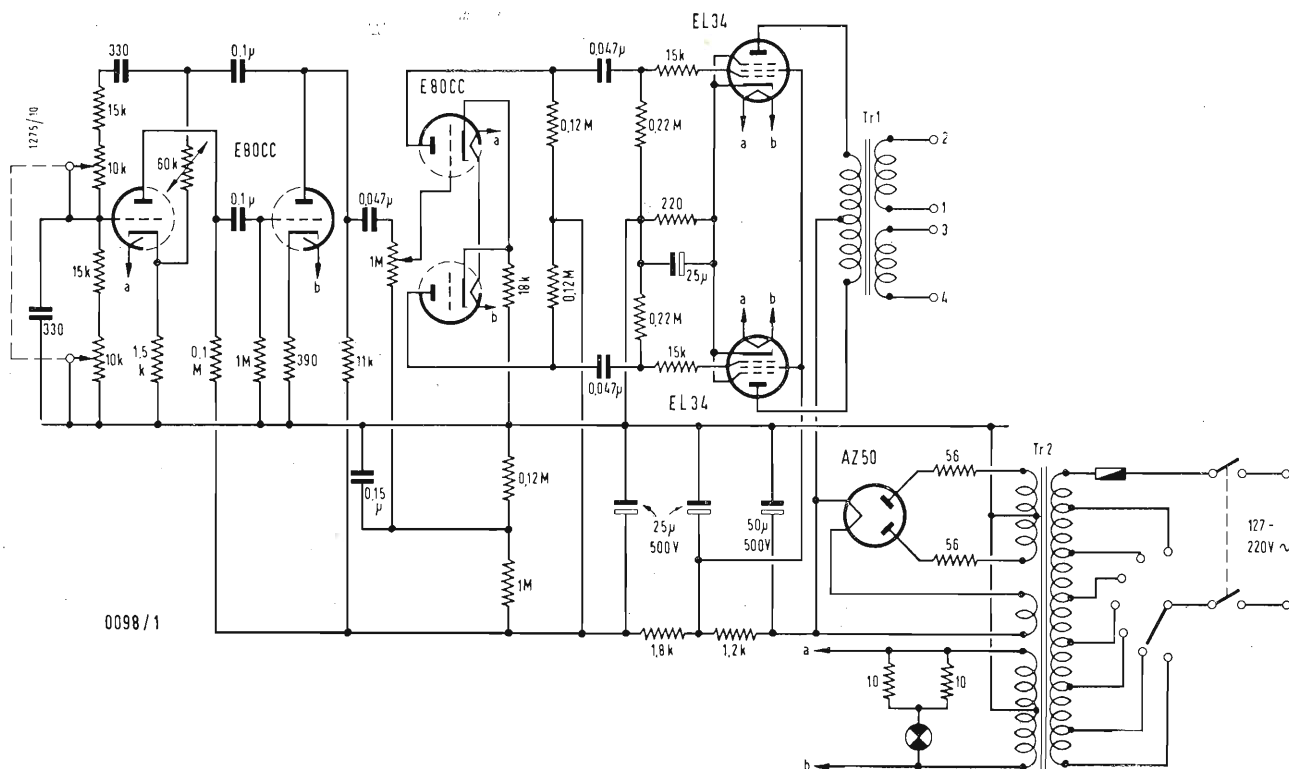 EL34
330
0,1µ
0,047µ
15k
E80CC
15k
1275/10
a
0,12M
0,22M
a
b
Tr1
2
10k
60k
E80CC
0,1µ
0,047µ
220
1
1M
3
15k
18k
0,12M
25µ
a
b
a
b
b
0,22M
4
330
10k
1,5 k
0,1 M
1M
390
11k
15k
0,047µ
EL34
AZ50
56
Tr2
0,12M
0,15 µ
25µ
500V
50µ
500V
127 -
220V ~
56
1M
0098/1
1,8k
1,2k
a
10
10
b